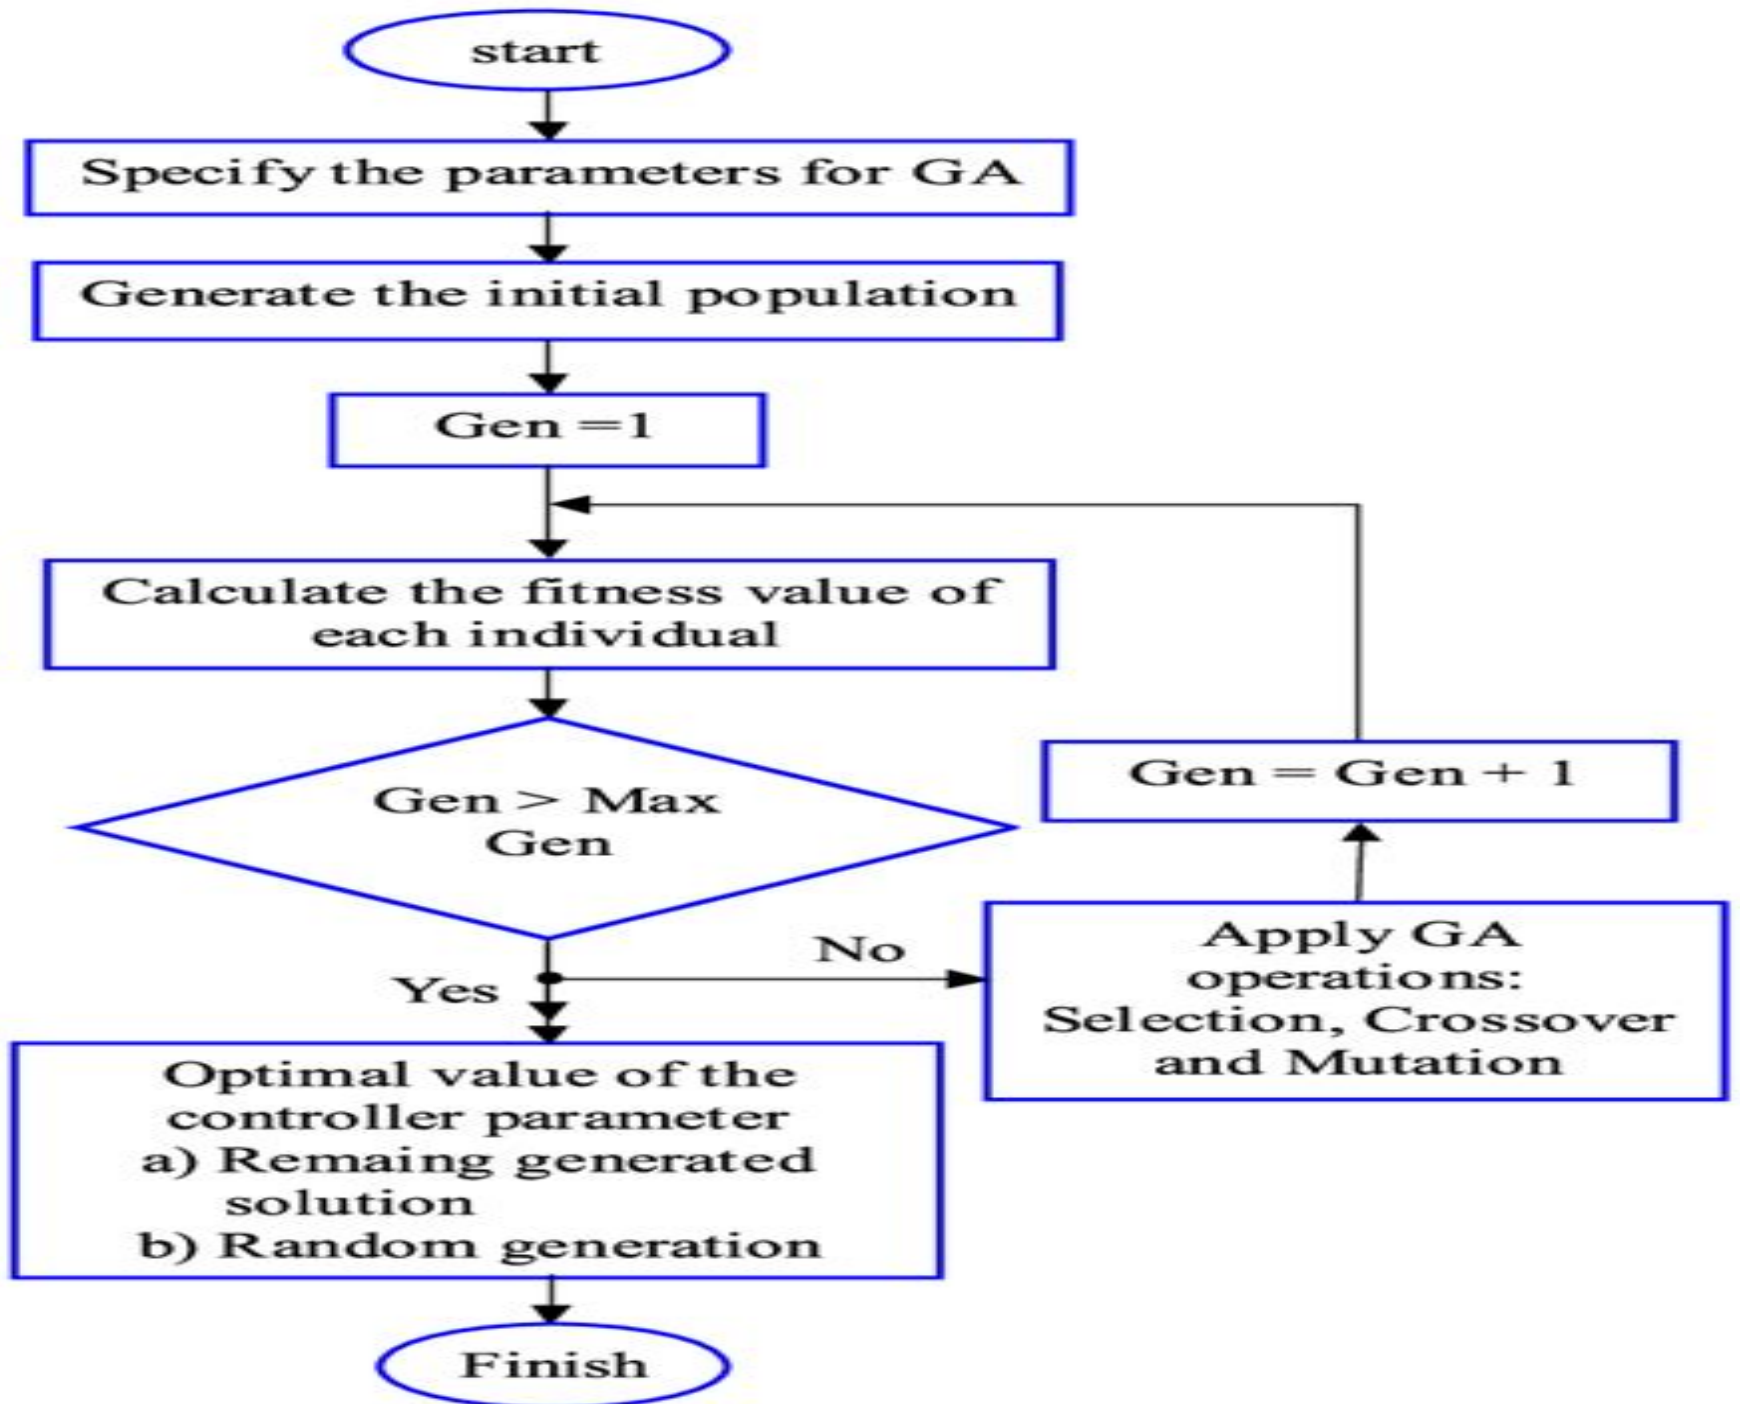 start
Specify the parameters for GA
Generate the initial population
Gen =1
Calculate the fitness value of
each individual
Gen > Max
Gen
Yes
No
Apply GA
operations:
Selection, Crossover
and Mutation
Gen = Gen + 1
Optimal value of the
controller parameter
a) Remaing generated
solution
b) Random generation
Finish